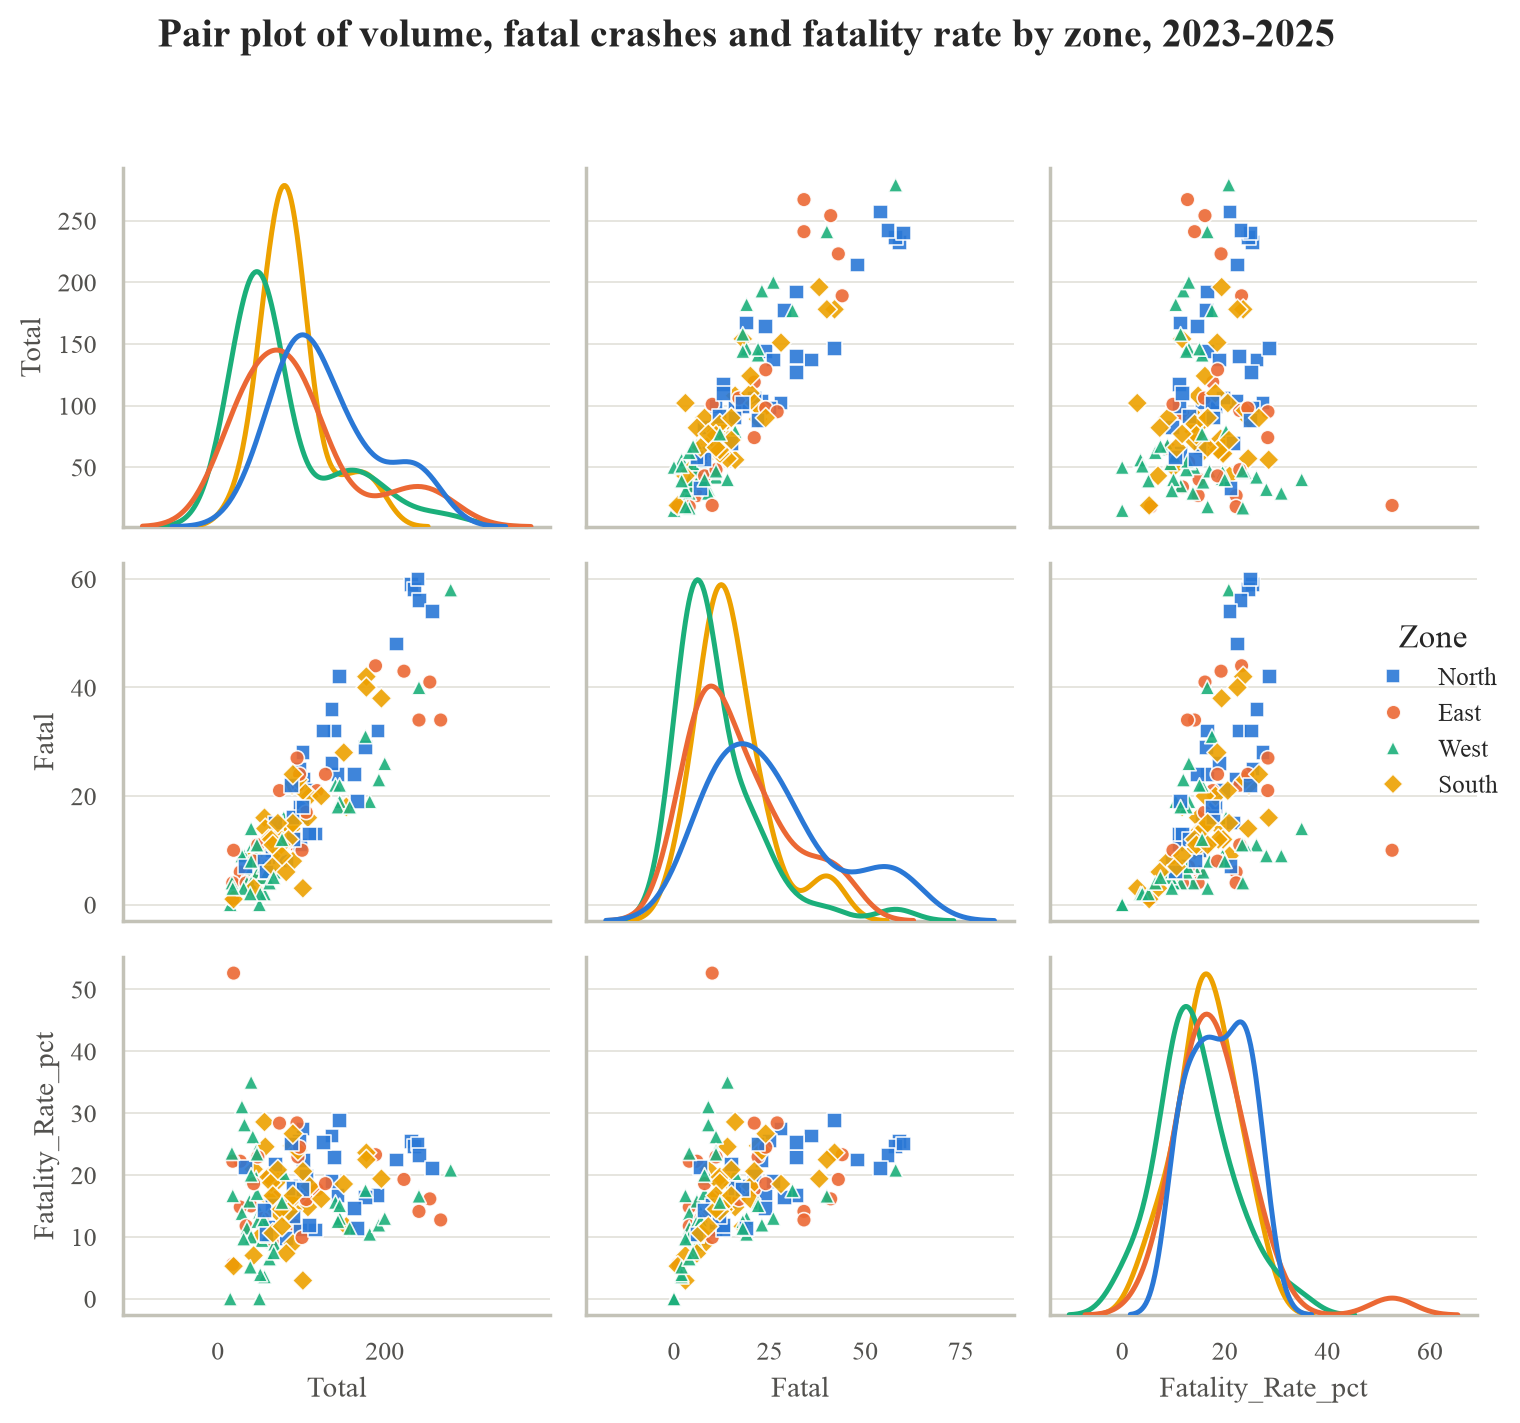 Pair plot of volume, fatal crashes and fatality rate by zone, 2023-2025
Total
250
200
150
100
50
Fatal
60
40
20
0
Zone
North
East
West
South
Fatality_Rate_pct
50
40
30
20
10
0
0 200
0 25 50 75
0 20 40 60
Total
Fatal
Fatality_Rate_pct